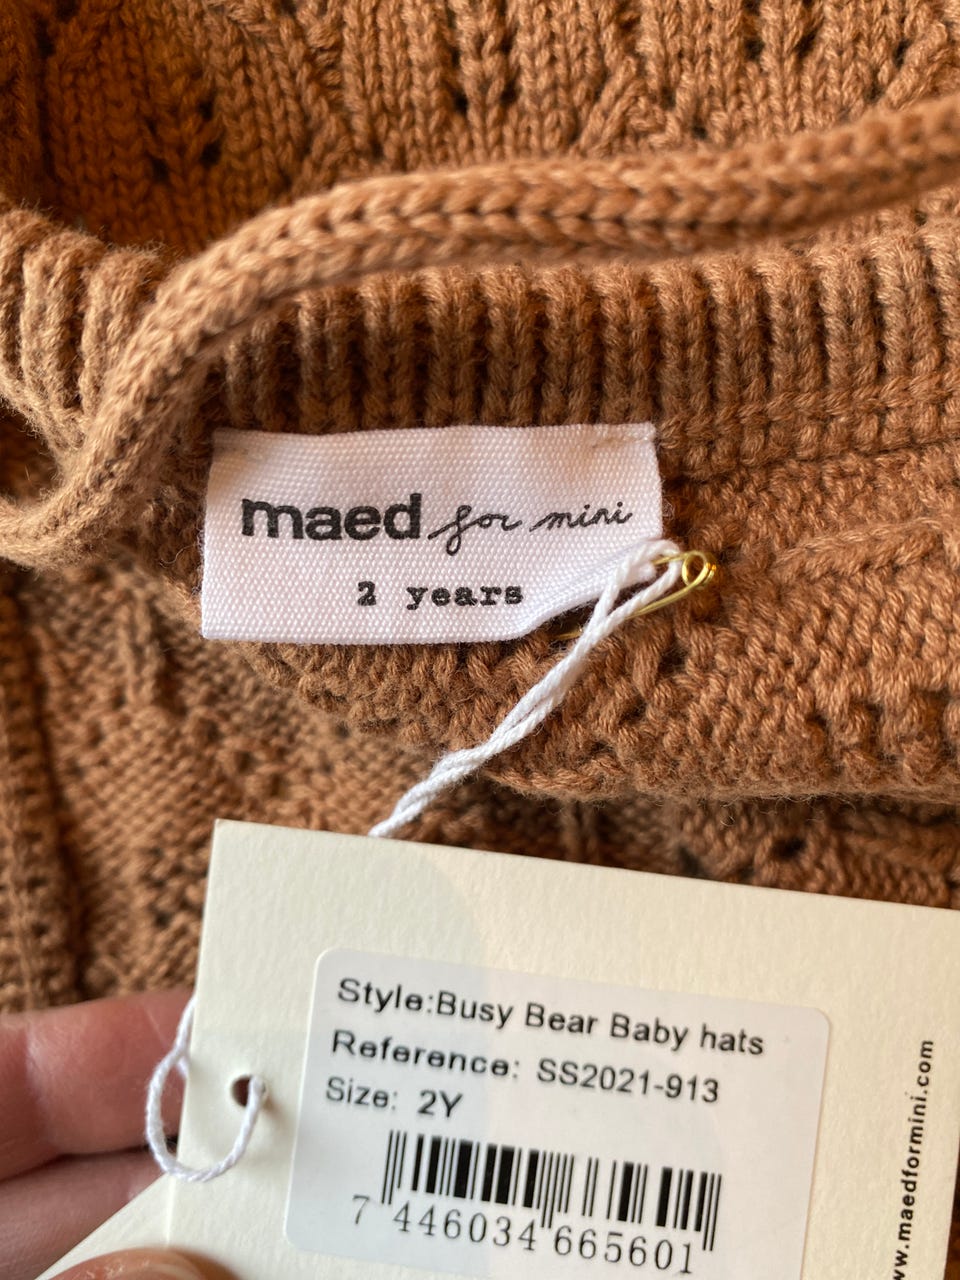 maed for mini
2 years
Style:Busy Bear Baby hats
Reference: SS2021-913
Size: 2Y
7 446034 665601
www.maedformini.com